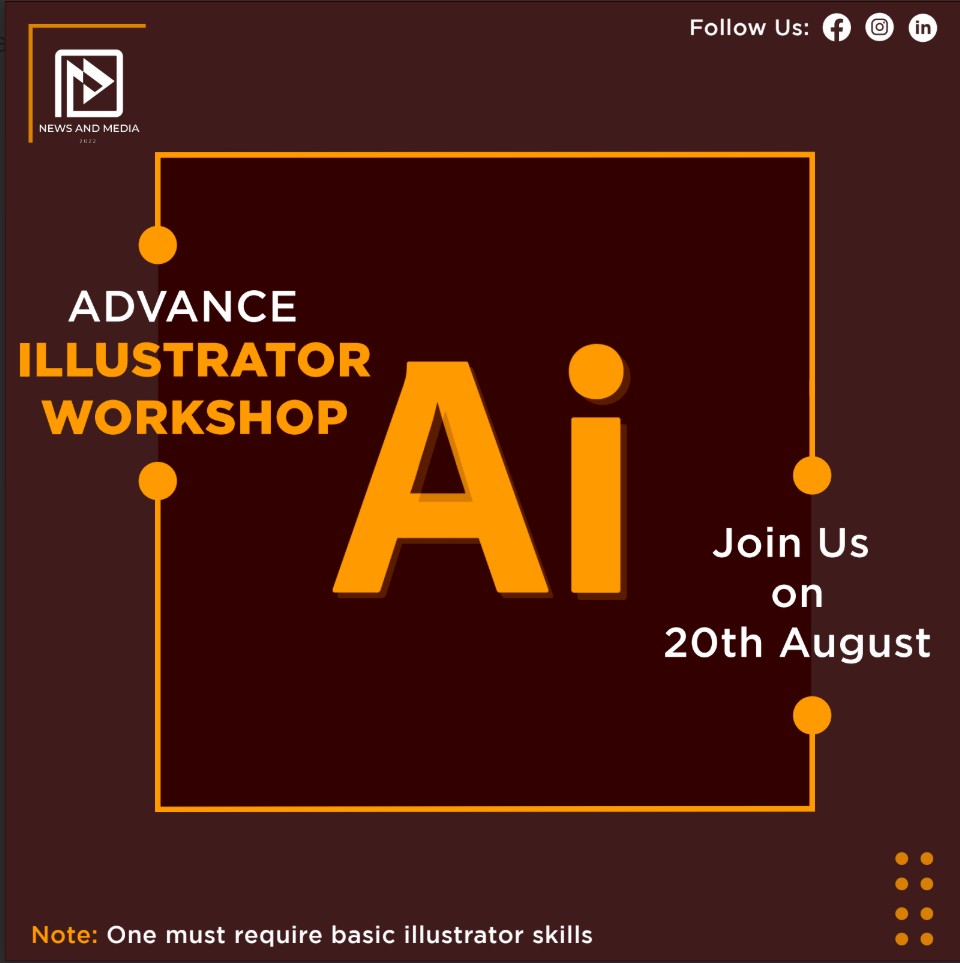 Follow Us:
NEWS AND MEDIA
2022
ADVANCE
ILLUSTRATOR
WORKSHOP
Ai
Join Us
on
20th August
Note: One must require basic illustrator skills